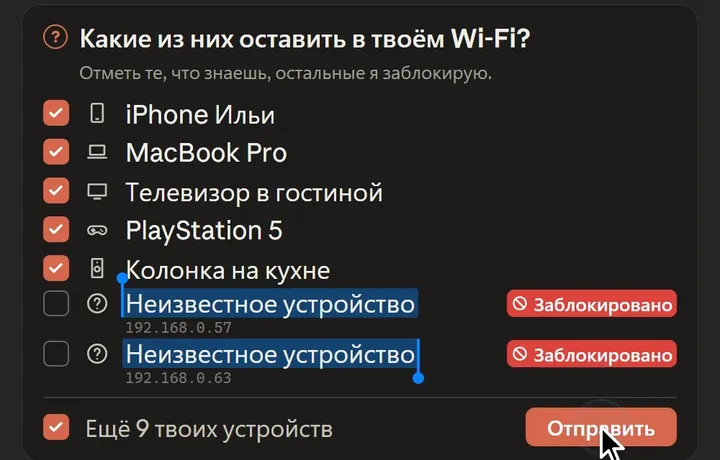 Какие из них оставить в твоём Wi-Fi?
Отметь те, что знаешь, остальные я заблокирую.
iPhone Ильи
MacBook Pro
Телевизор в гостиной
PlayStation 5
Колонка на кухне
Неизвестное устройство
Заблокировано
192.168.0.57
Неизвестное устройство
Заблокировано
192.168.0.63
Ещё 9 твоих устройств
Отправить